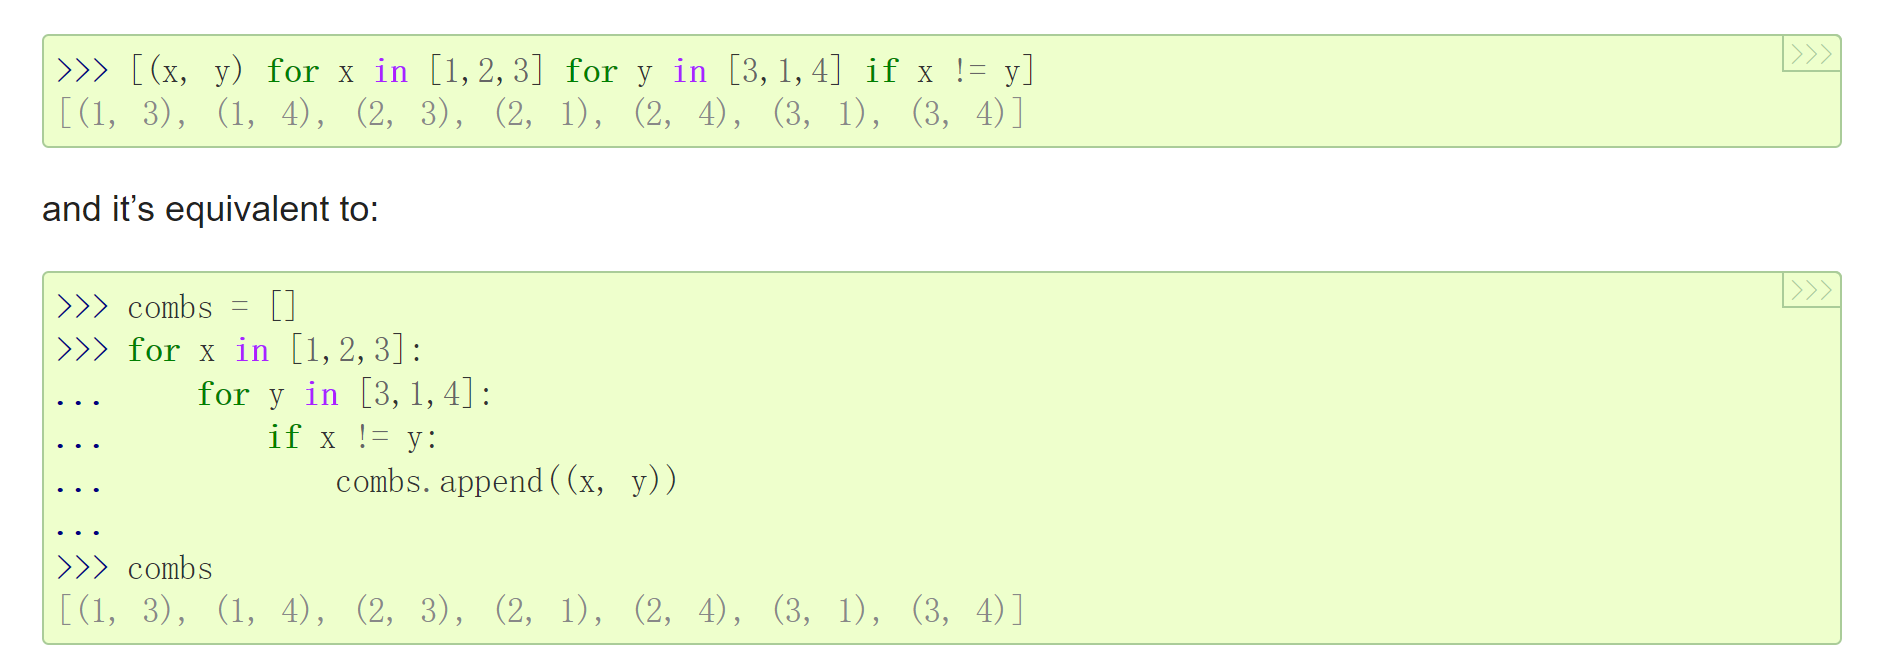 >>> [(x, y) for x in [1,2,3] for y in [3,1,4] if x != y]
>>>
[(1, 3), (1, 4), (2, 3), (2, 1), (2, 4), (3, 1), (3, 4)]
and it’s equivalent to:
>>> combs = []
>>>
>>> for x in [1,2,3]:
...     for y in [3,1,4]:
...         if x != y:
...             combs.append((x, y))
...
>>> combs
[(1, 3), (1, 4), (2, 3), (2, 1), (2, 4), (3, 1), (3, 4)]